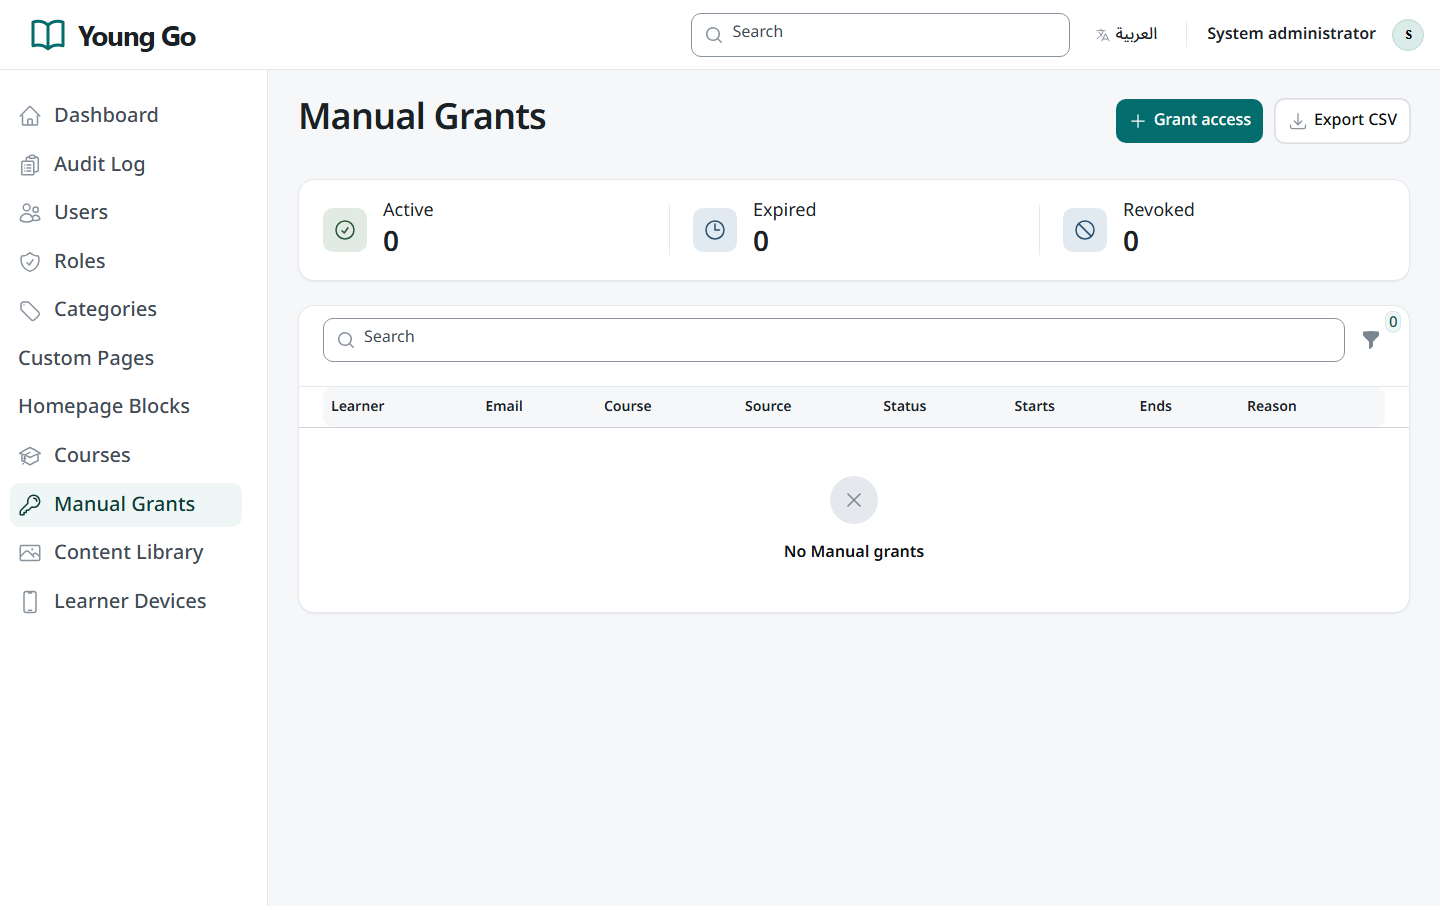 Young Go
Search
العربية
System administrator
S
Dashboard
Audit Log
Users
Roles
Categories
Custom Pages
Homepage Blocks
Courses
Manual Grants
Content Library
Learner Devices
Manual Grants
Grant access
Export CSV
Active
0
Expired
0
Revoked
0
Search
0
Learner Email Course Source Status Starts Ends Reason
No Manual grants